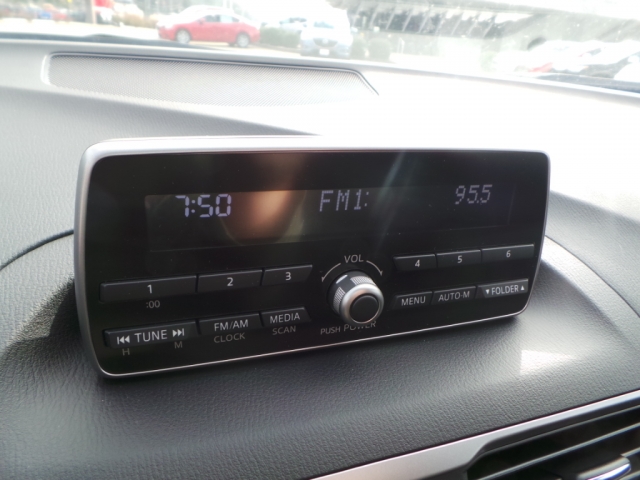 7:50 FM1: 95.5
VOL
1 2 3 4 5 6
:00
TUNE FM/AM MEDIA MENU AUTO-M ▼FOLDER▲
H M CLOCK SCAN PUSH POWER